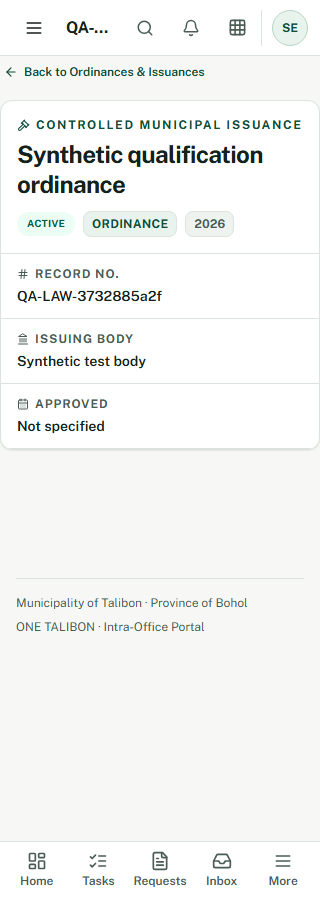 QA-...
SE
Back to Ordinances & Issuances
CONTROLLED MUNICIPAL ISSUANCE
Synthetic qualification
ordinance
ACTIVE ORDINANCE 2026
RECORD NO.
QA-LAW-3732885a2f
ISSUING BODY
Synthetic test body
APPROVED
Not specified
Municipality of Talibon · Province of Bohol
ONE TALIBON · Intra-Office Portal
Home Tasks Requests Inbox More